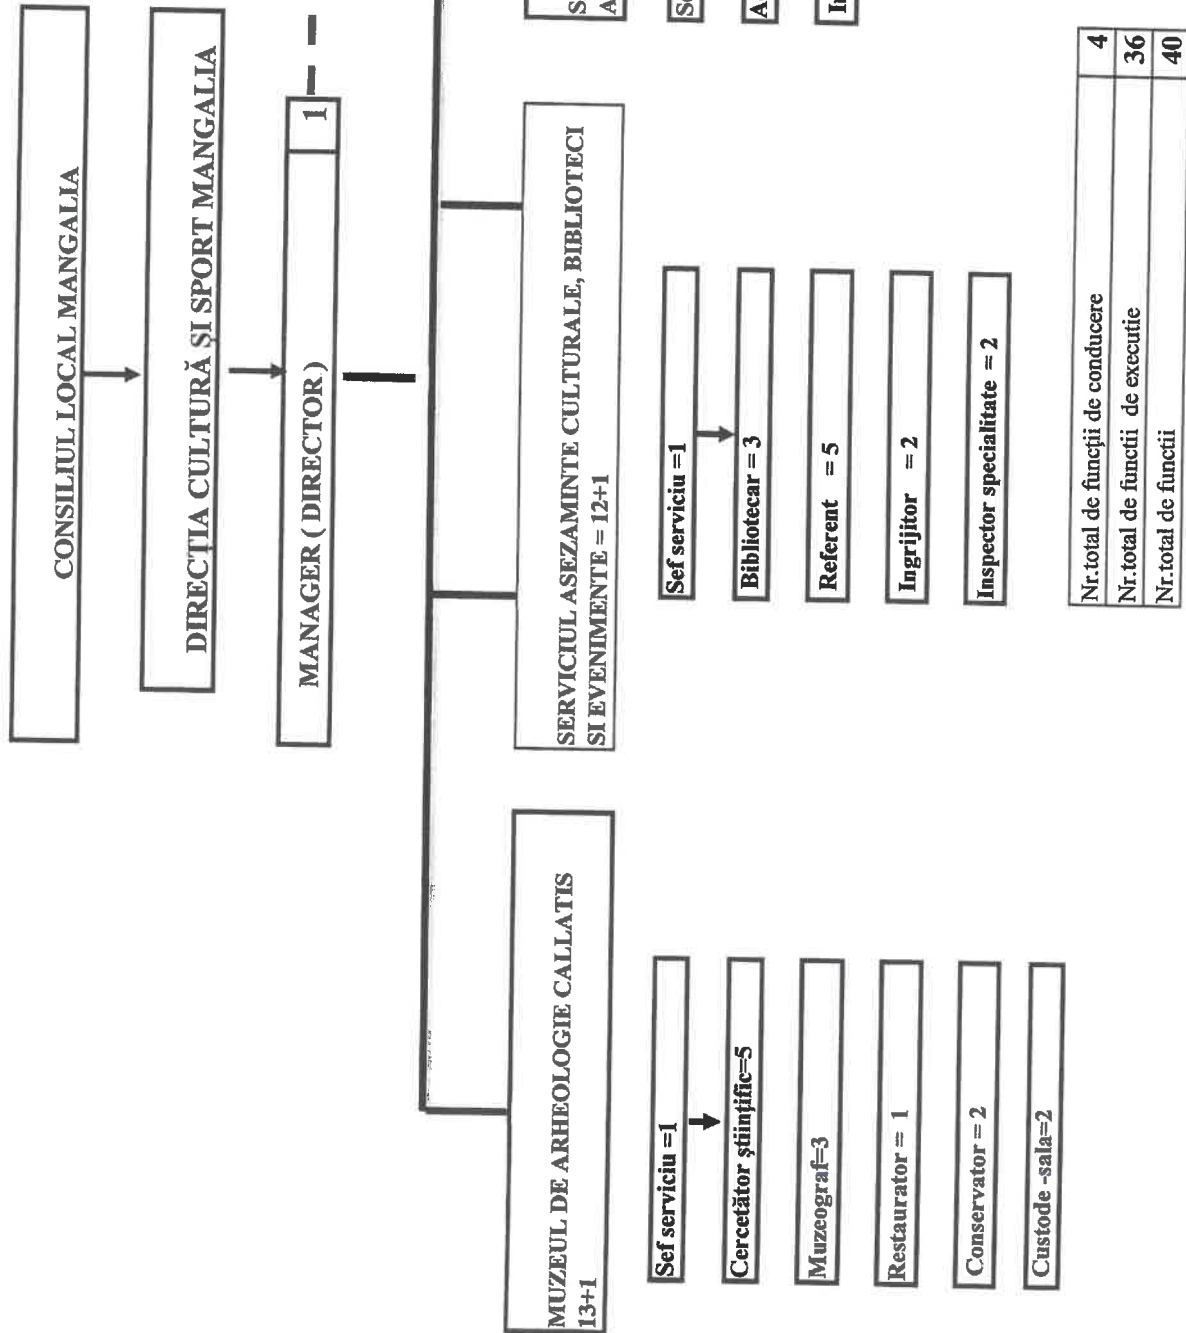 CONSILIUL LOCAL MANGALIA
DIRECȚIA CULTURĂ ȘI SPORT MANGALIA
MANAGER ( DIRECTOR ) 1
MUZEUL DE ARHEOLOGIE CALLATIS
13+1
Sef serviciu =1
Cercetător științific=5
Muzeograf=3
Restaurator = 1
Conservator = 2
Custode -sala=2
SERVICIUL ASEZAMINTE CULTURALE, BIBLIOTECI
SI EVENIMENTE = 12+1
Sef serviciu =1
Bibliotecar = 3
Referent = 5
Ingrijitor = 2
Inspector specialitate = 2
Nr.total de funcții de conducere 4
Nr.total de functii de executie 36
Nr.total de functii 40